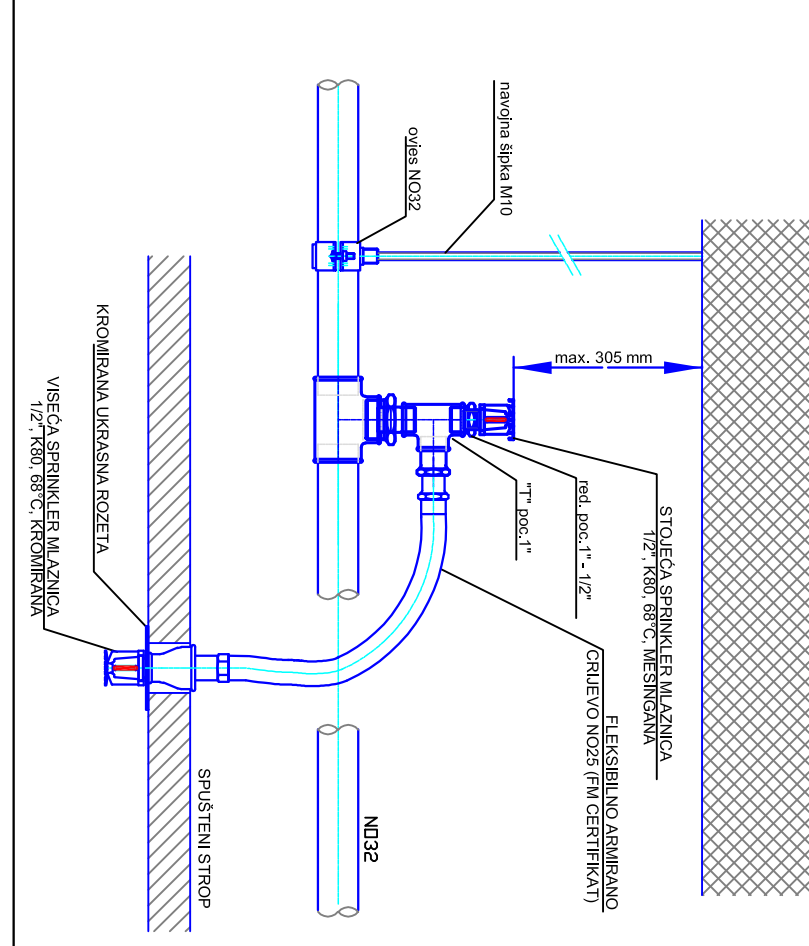 navojna šipka M10
ovjes NO32
max. 305 mm
STOJEĆA SPRINKLER MLAZNICA
1/2", K80, 68°C, MESINGANA
red. poc.1" - 1/2"
"T" poc.1"
FLEKSIBILNO ARMIRANO
CRIJEVO NO25 (FM CERTIFIKAT)
KROMIRANA UKRASNA ROZETA
VISEĆA SPRINKLER MLAZNICA
1/2", K80, 68°C, KROMIRANA
SPUŠTENI STROP
NO32